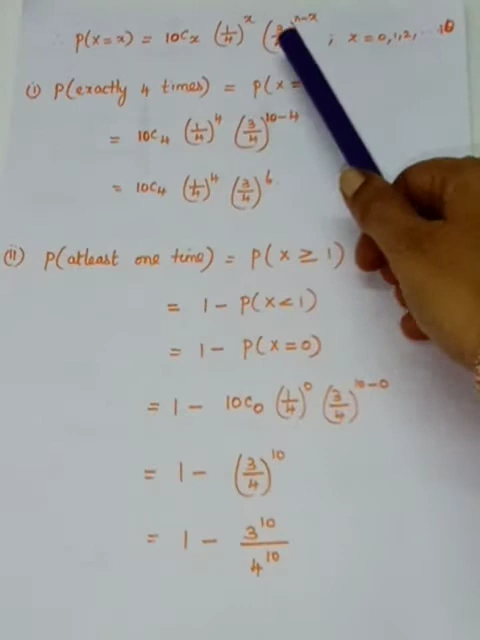 ∴ P(X=x) = 10Cx (1/4)^x (3/4)^n-x ; x = 0,1,2, ... 10
(i) P(exactly 4 times) = P(x =
= 10C4 (1/4)^4 (3/4)^10-4
= 10C4 (1/4)^4 (3/4)^6
(ii) P(atleast one time) = P(x ≥ 1)
= 1 - P(x<1)
= 1 - P(x=0)
= 1 - 10C0 (1/4)^0 (3/4)^10-0
= 1 - (3/4)^10
= 1 - 3^10/4^10